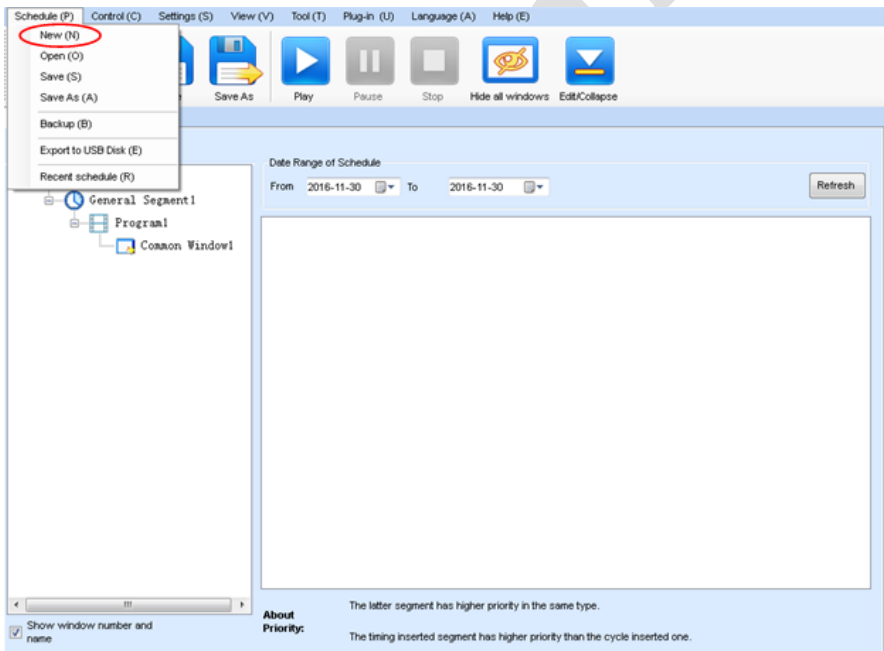 Schedule (P) Control (C) Settings (S) View (V) Tool (T) Plug-in (U) Language (A) Help (E)
New (N)
Open (O)
Save (S)
Save As (A)
Backup (B)
Export to USB Disk (E)
Recent schedule (R)
Save As Play Pause Stop Hide all windows Edit/Collapse
General Segment1
Program1
Common Window1
Date Range of Schedule
From 2016-11-30 To 2016-11-30 Refresh
Show window number and
name
About
Priority:
The latter segment has higher priority in the same type.
The timing inserted segment has higher priority than the cycle inserted one.